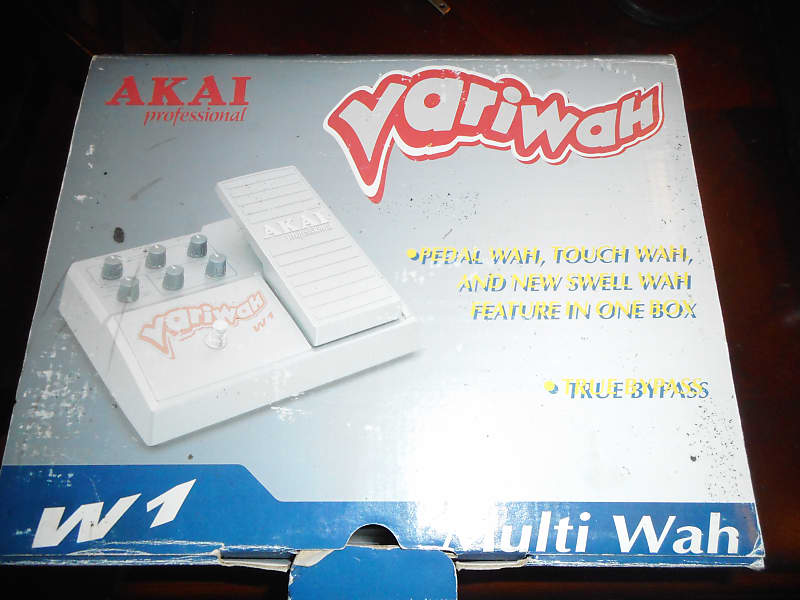 AKAI
professional
Variwah
AKAI
professional
Variwah
W1
•PEDAL WAH, TOUCH WAH,
AND NEW SWELL WAH
FEATURE IN ONE BOX
• TRUE BYPASS
W1
Multi Wah